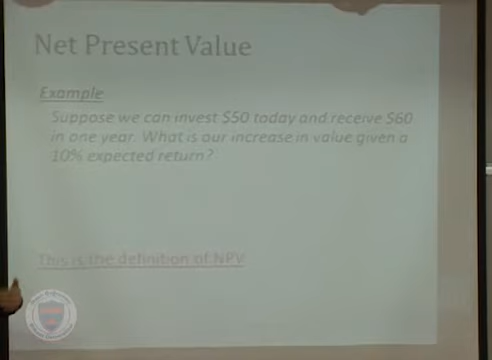 Net Present Value
Example
Suppose we can invest $50 today and receive $60
in one year. What is our increase in value given a
10% expected return?
This is the definition of NPV